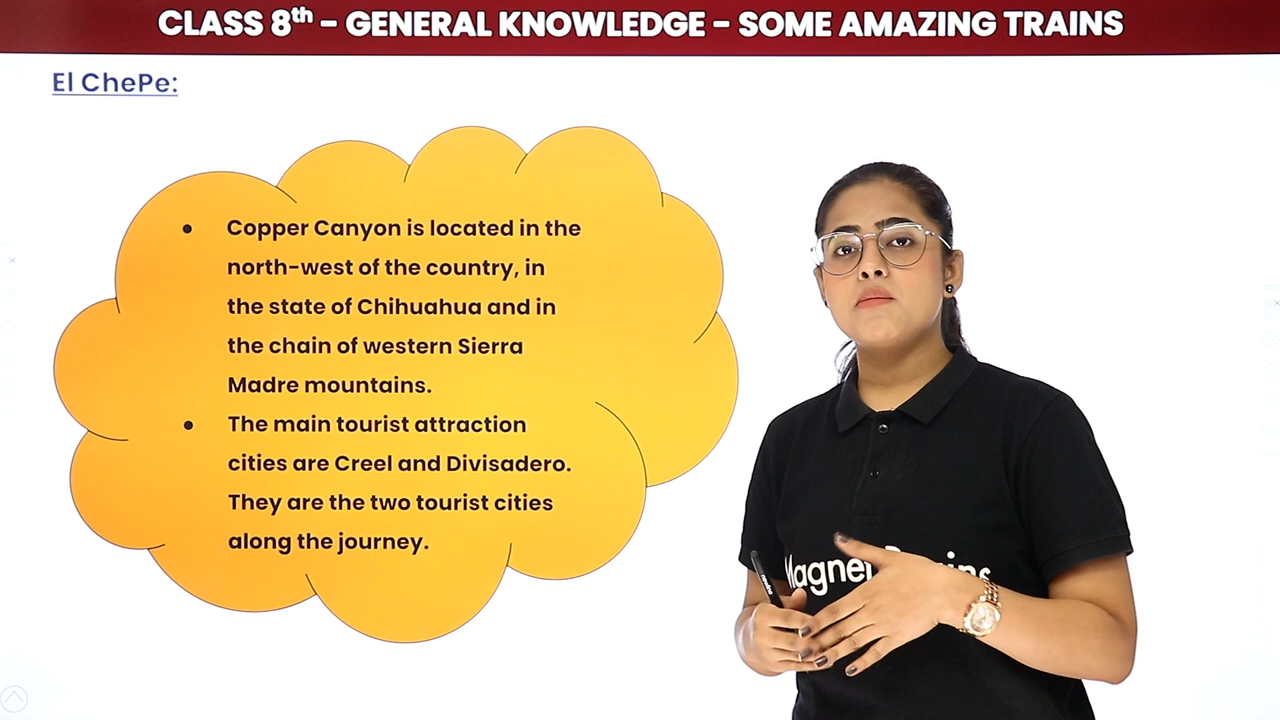 CLASS 8th – GENERAL KNOWLEDGE – SOME AMAZING TRAINS
El ChePe:
• Copper Canyon is located in the
north-west of the country, in
the state of Chihuahua and in
the chain of western Sierra
Madre mountains.
• The main tourist attraction
cities are Creel and Divisadero.
They are the two tourist cities
along the journey.